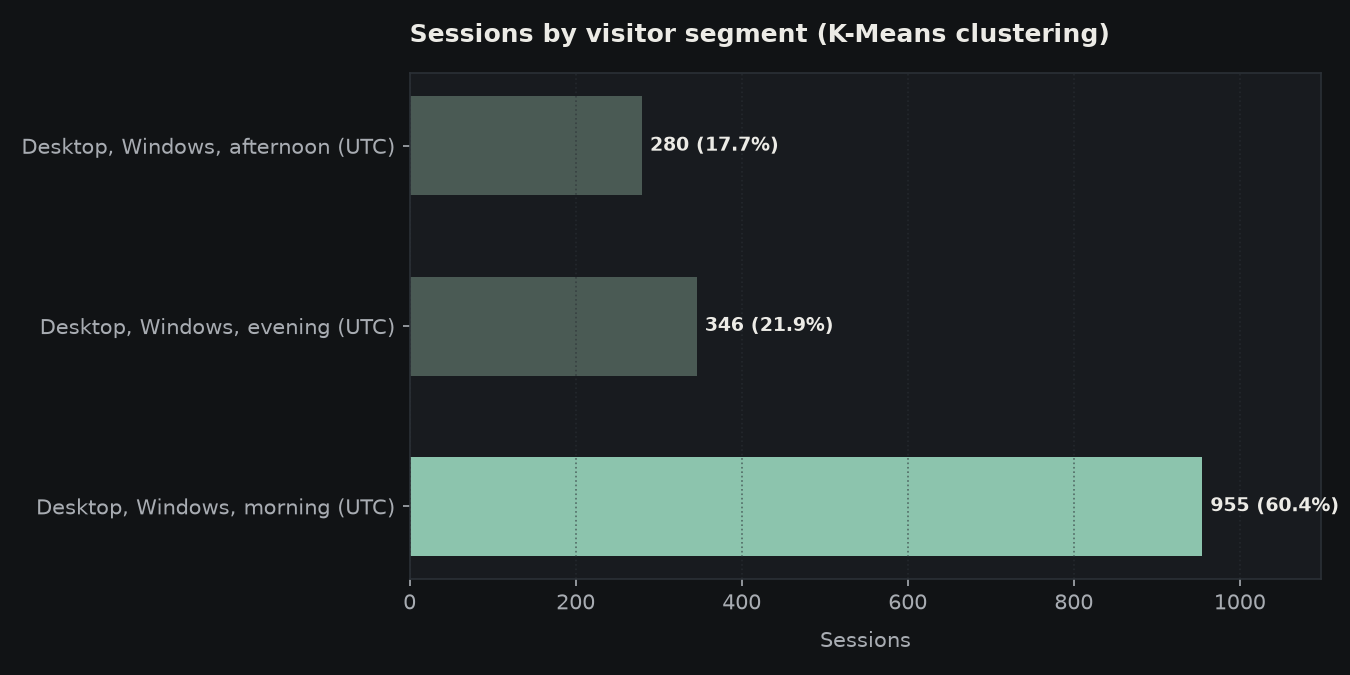 Sessions by visitor segment (K-Means clustering)
Desktop, Windows, afternoon (UTC)
280 (17.7%)
Desktop, Windows, evening (UTC)
346 (21.9%)
Desktop, Windows, morning (UTC)
955 (60.4%)
0 200 400 600 800 1000
Sessions